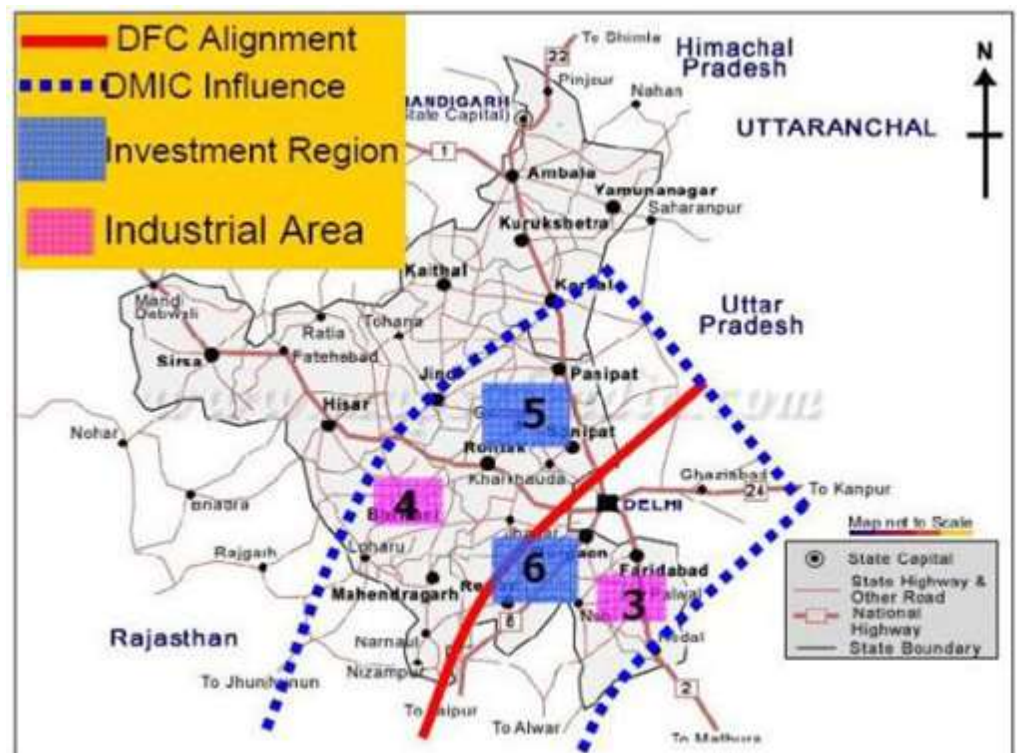 DFC Alignment
DMIC Influence
Investment Region
Industrial Area
To Shimla
22
Pinjour
Himachal
Pradesh
Nahan
N
UTTARANCHAL
State Capital)
1
Ambala
Yamunanagar
Saharanpur
Kurukshetra
Kaithal
Karnal
Uttar
Pradesh
Mandi
Ratia
Tohana
Sirsa
Fatehabad
Jind
Panipat
5
Hisar
Sonipat
Nohar
Rohtak
Kharkhauda
Ghaziabad
24
To Kanpur
4
DELHI
Map not to Scale
Rajgarh
Loharu
6
Faridabad
State Capital
State Highway &
Other Road
National
Highway
State Boundary
Mahendragarh
3
Palwal
8
Rajasthan
Narnaul
Nizampur
To Jhunjhunun
To Jaipur
To Alwar
2
To Mathura